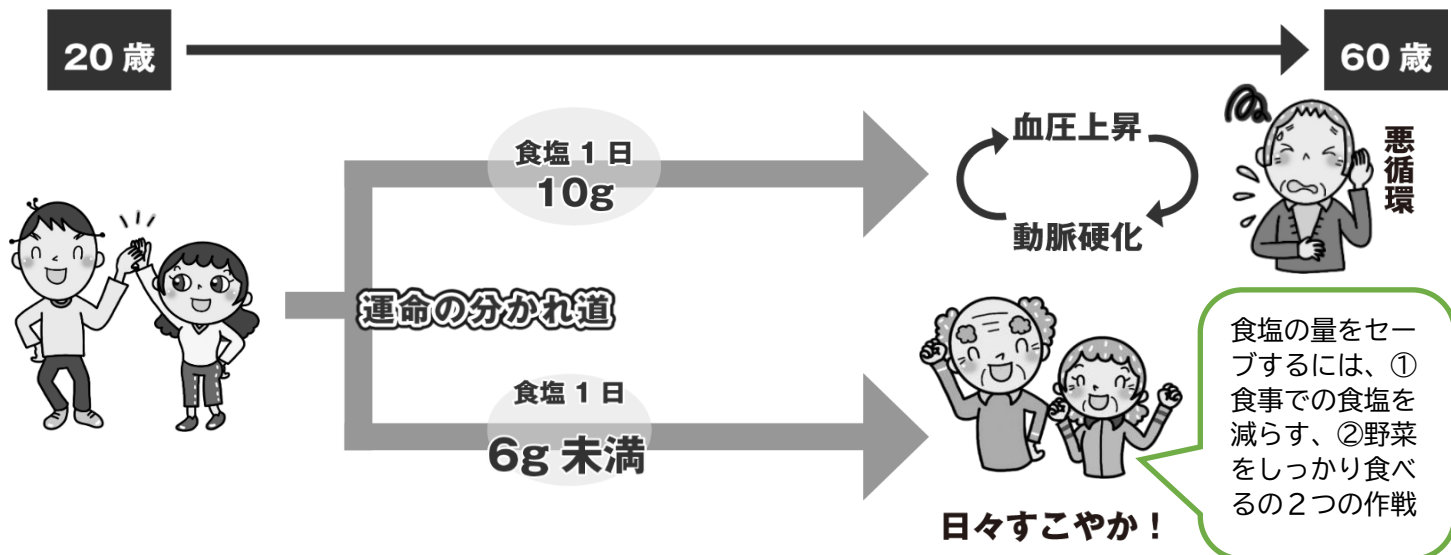 20歳
60歳
食塩 1 日
10g
血圧上昇
動脈硬化
悪循環
運命の分かれ道
食塩 1 日
6g 未満
日々すこやか！
食塩の量をセー
ブするには、①
食事での食塩を
減らす、②野菜
をしっかり食べ
るの２つの作戦